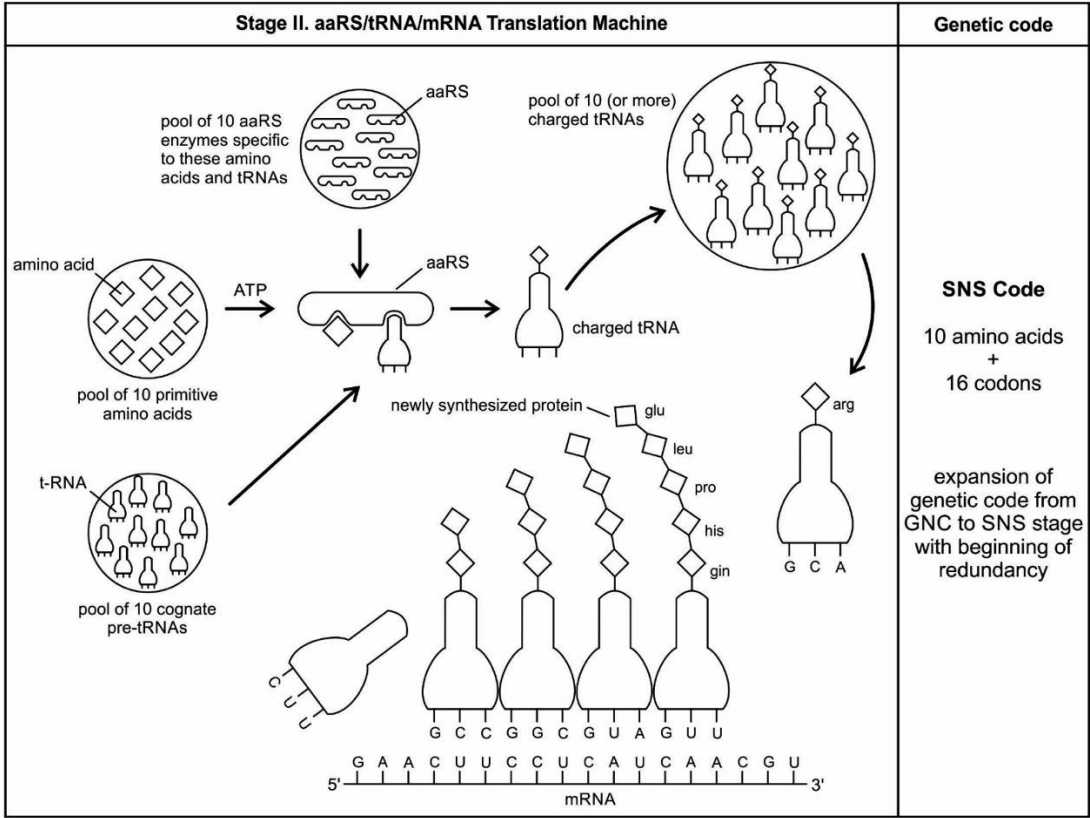 Stage II. aaRS/tRNA/mRNA Translation Machine
Genetic code
pool of 10 aaRS
enzymes specific
to these amino
acids and tRNAs
aaRS
pool of 10 (or more)
charged tRNAs
amino acid
ATP
aaRS
charged tRNA
pool of 10 primitive
amino acids
t-RNA
pool of 10 cognate
pre-tRNAs
newly synthesized protein
glu
leu
pro
his
gin
arg
G C A
C U U
G C C G G C G U A G U U
G A A C U U C C U C A U C A A C G U
5' 3'
mRNA
SNS Code
10 amino acids
+
16 codons
expansion of
genetic code from
GNC to SNS stage
with beginning of
redundancy